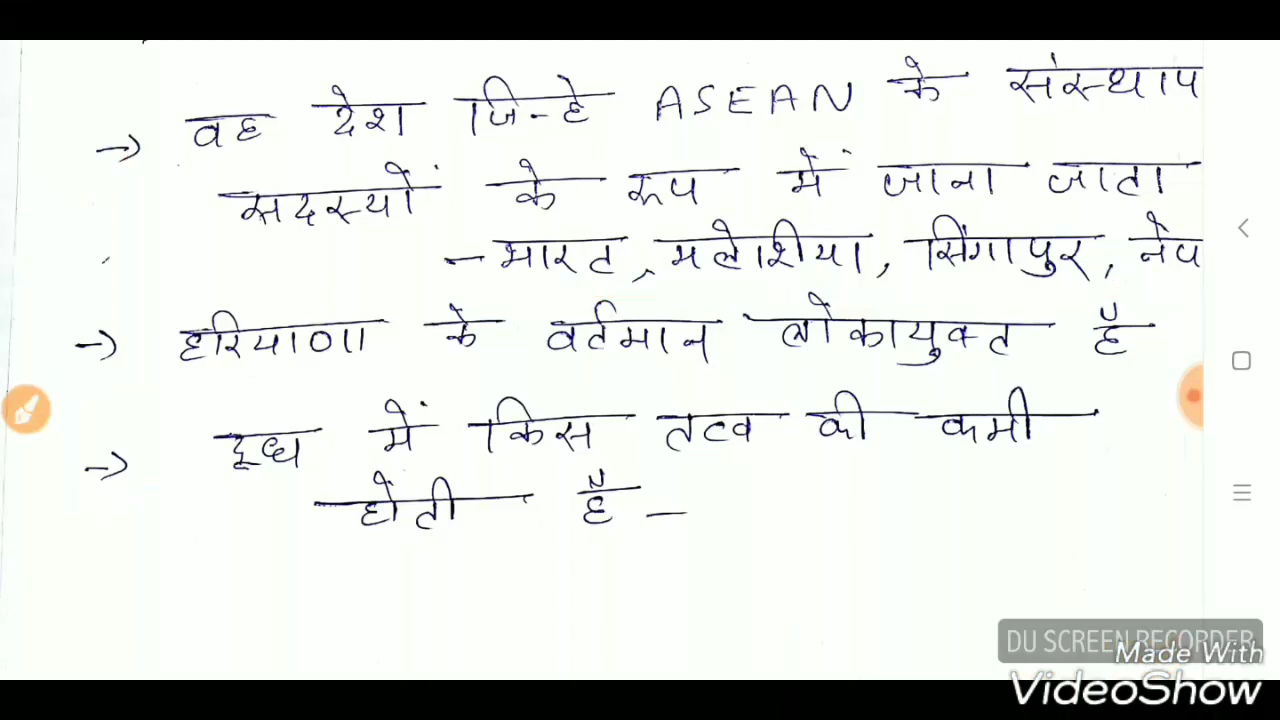 → वह देश जिन्हे ASEAN के संस्थाप
सदस्यों के रूप में जाना जाता
- भारत, मलेशीया, सिंगापुर, नेप
→ हरियाणा के वर्तमान लोकायुक्त है
→ दूध में किस तत्व की कमी
होती है -
DU SCREEN RECORDER
Made With
VideoShow